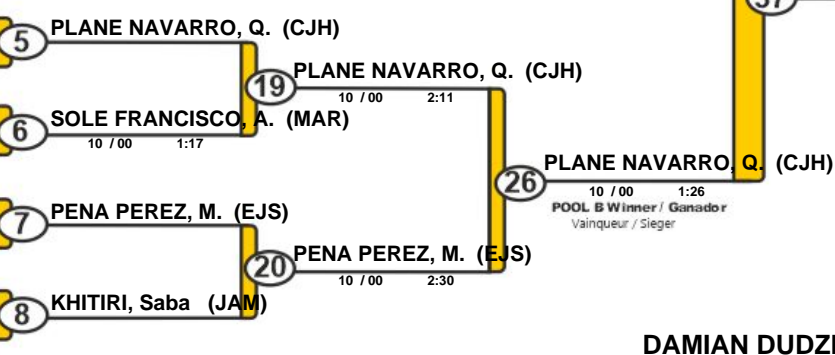 37
5 PLANE NAVARRO, Q. (CJH)
19 PLANE NAVARRO, Q. (CJH)
10 / 00 2:11
6 SOLE FRANCISCO, A. (MAR)
10 / 00 1:17
26 PLANE NAVARRO, Q. (CJH)
10 / 00 1:26
POOL B Winner / Ganador
Vainqueur / Sieger
7 PENA PEREZ, M. (EJS)
20 PENA PEREZ, M. (EJS)
10 / 00 2:30
8 KHITIRI, Saba (JAM)
DAMIAN